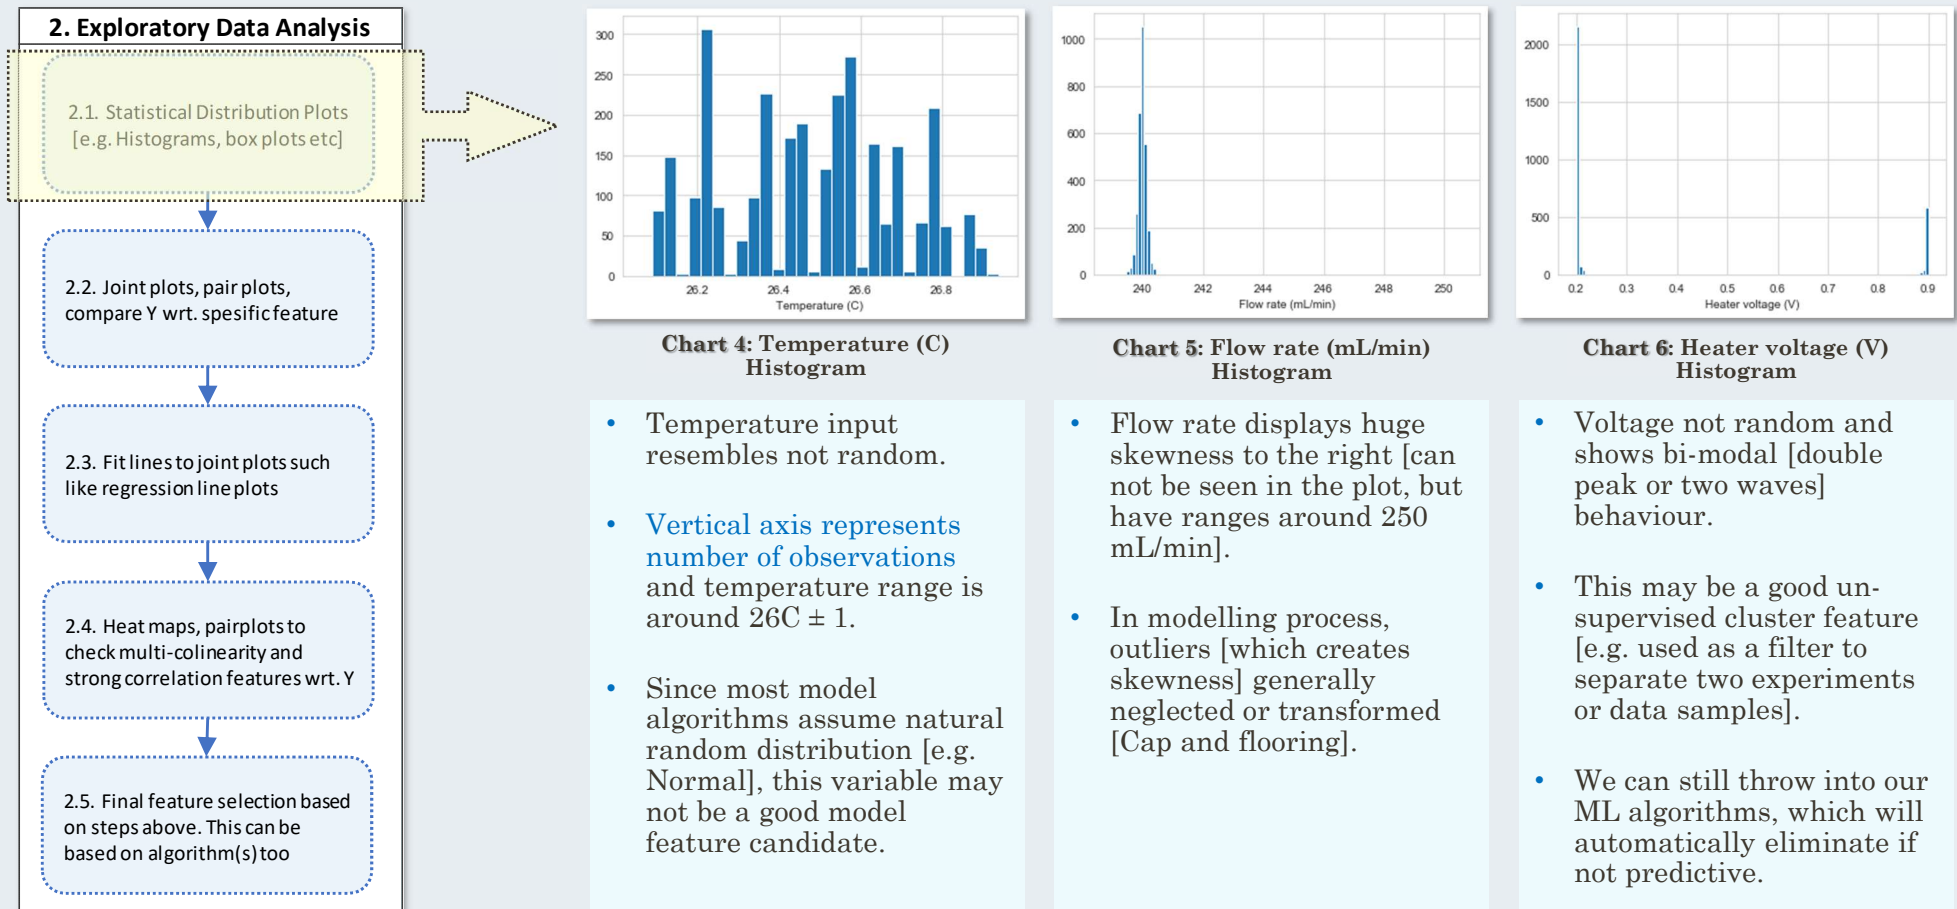 2. Exploratory Data Analysis
2.1. Statistical Distribution Plots
[e.g. Histograms, box plots etc]
2.2. Joint plots, pair plots,
compare Y wrt. spesific feature
2.3. Fit lines to joint plots such
like regression line plots
2.4. Heat maps, pairplots to
check multi-colinearity and
strong correlation features wrt. Y
2.5. Final feature selection based
on steps above. This can be
based on algorithm(s) too
300
250
200
150
100
50
0
26.2 26.4 26.6 26.8
Temperature (C)
Chart 4: Temperature (C)
Histogram
• Temperature input
resembles not random.
• Vertical axis represents
number of observations
and temperature range is
around 26C ± 1.
• Since most model
algorithms assume natural
random distribution [e.g.
Normal], this variable may
not be a good model
feature candidate.
1000
800
600
400
200
0
240 242 244 246 248 250
Flow rate (mL/min)
Chart 5: Flow rate (mL/min)
Histogram
• Flow rate displays huge
skewness to the right [can
not be seen in the plot, but
have ranges around 250
mL/min].
• In modelling process,
outliers [which creates
skewness] generally
neglected or transformed
[Cap and flooring].
2000
1500
1000
500
0
0.2 0.3 0.4 0.5 0.6 0.7 0.8 0.9
Heater voltage (V)
Chart 6: Heater voltage (V)
Histogram
• Voltage not random and
shows bi-modal [double
peak or two waves]
behaviour.
• This may be a good un-
supervised cluster feature
[e.g. used as a filter to
separate two experiments
or data samples].
• We can still throw into our
ML algorithms, which will
automatically eliminate if
not predictive.